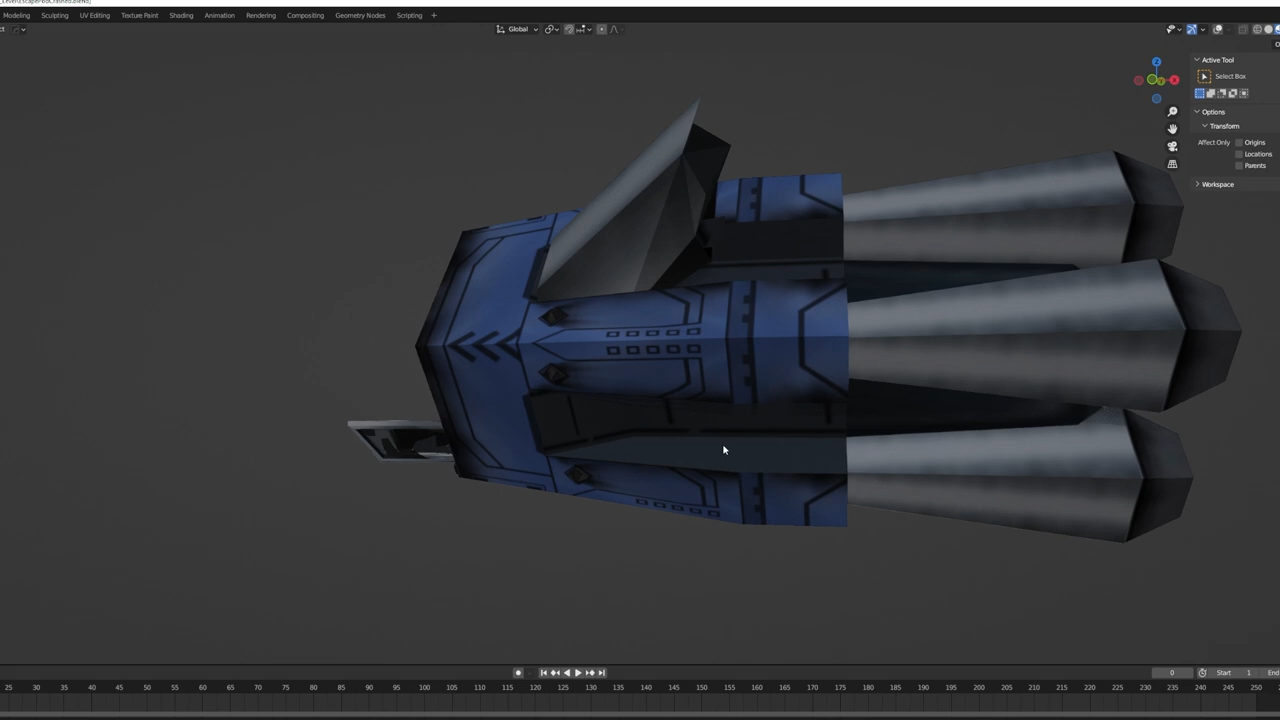 Modeling Sculpting UV Editing Texture Paint Shading Animation Rendering Compositing Geometry Nodes Scripting +
Global
Z
X
Y
Active Tool
Select Box
Options
Transform
Affect Only Origins
Locations
Parents
Workspace
0 Start 1 End
25 30 35 40 45 50 55 60 65 70 75 80 85 90 95 100 105 110 115 120 125 130 135 140 145 150 155 160 165 170 175 180 185 190 195 200 205 210 215 220 225 230 235 240 245 250